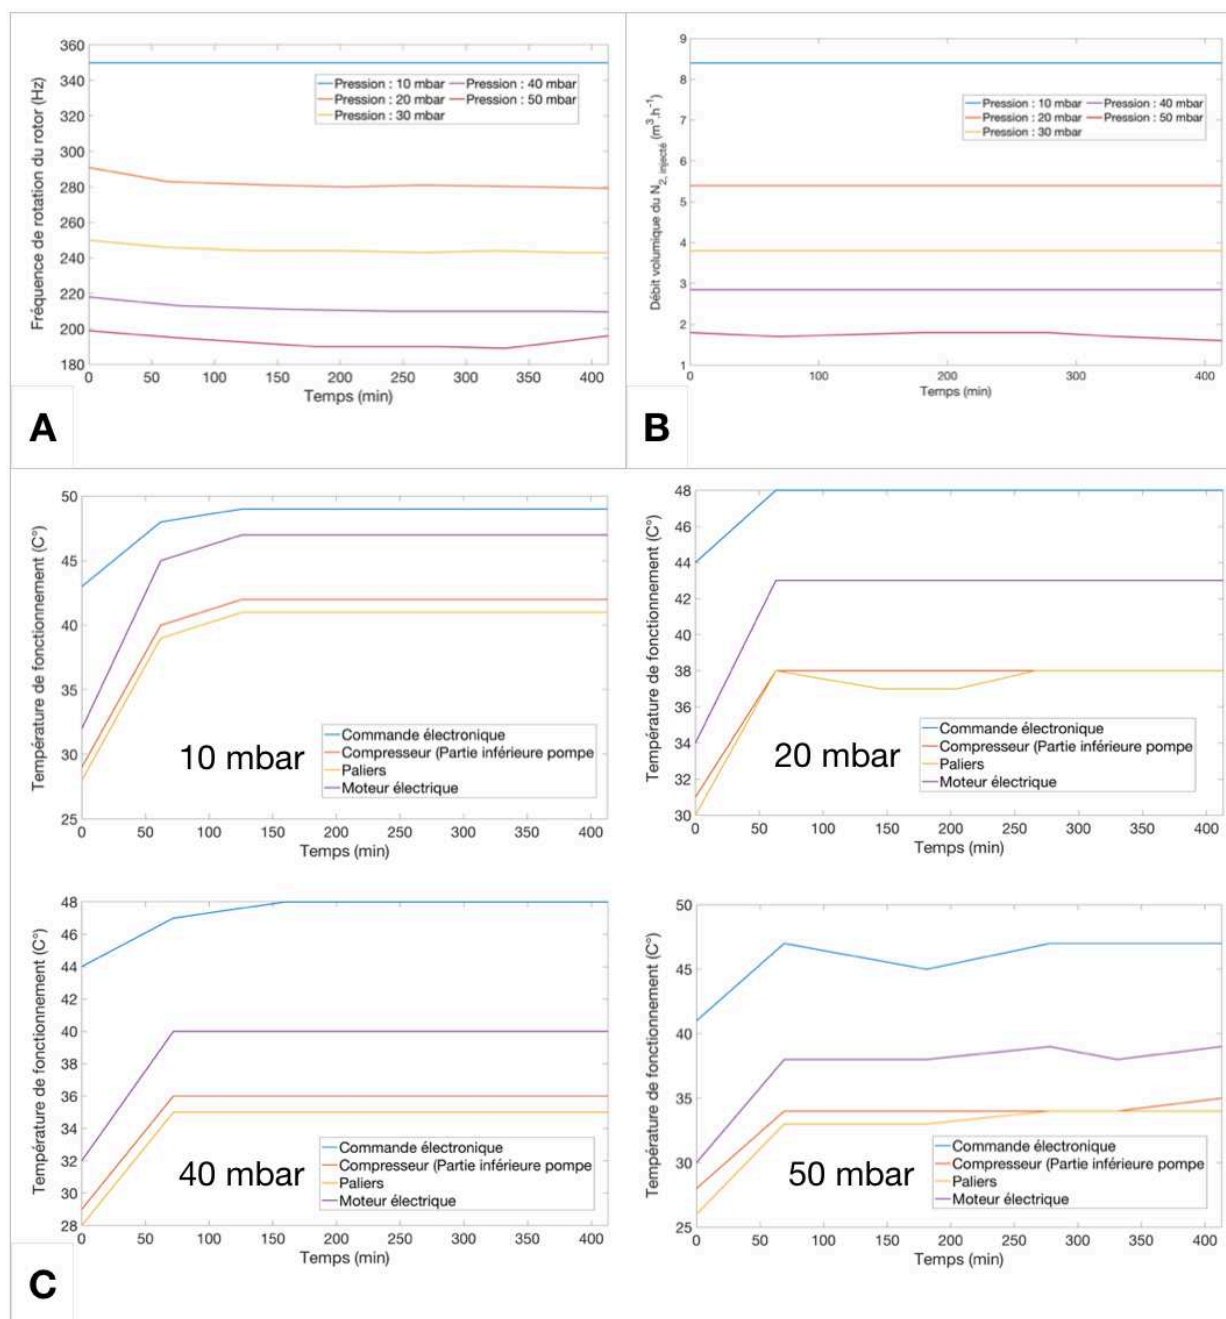 360
340
320
300
280
260
240
220
200
180
Fréquence de rotation du rotor (Hz)
Pression : 10 mbar Pression : 40 mbar
Pression : 20 mbar Pression : 50 mbar
Pression : 30 mbar
0 50 100 150 200 250 300 350 400
Temps (min)
A
9
8
7
6
5
4
3
2
1
Débit volumique du N2, injecté (m³.h⁻¹)
Pression : 10 mbar Pression : 40 mbar
Pression : 20 mbar Pression : 50 mbar
Pression : 30 mbar
100 200 300 400
Temps (min)
B
50
45
40
35
30
25
Température de fonctionnement (C°)
10 mbar
Commande électronique
Compresseur (Partie inférieure pompe
Paliers
Moteur électrique
0 50 100 150 200 250 300 350 400
Temps (min)
48
46
44
42
40
38
36
34
32
30
Température de fonctionnement (C°)
20 mbar
Commande électronique
Compresseur (Partie inférieure pompe
Paliers
Moteur électrique
0 50 100 150 200 250 300 350 400
Temps (min)
48
46
44
42
40
38
36
34
32
30
28
Température de fonctionnement (C°)
40 mbar
Commande électronique
Compresseur (Partie inférieure pompe
Paliers
Moteur électrique
0 50 100 150 200 250 300 350 400
Temps (min)
50
45
40
35
30
25
Température de fonctionnement (C°)
50 mbar
Commande électronique
Compresseur (Partie inférieure pompe
Paliers
Moteur électrique
0 50 100 150 200 250 300 350 400
Temps (min)
C